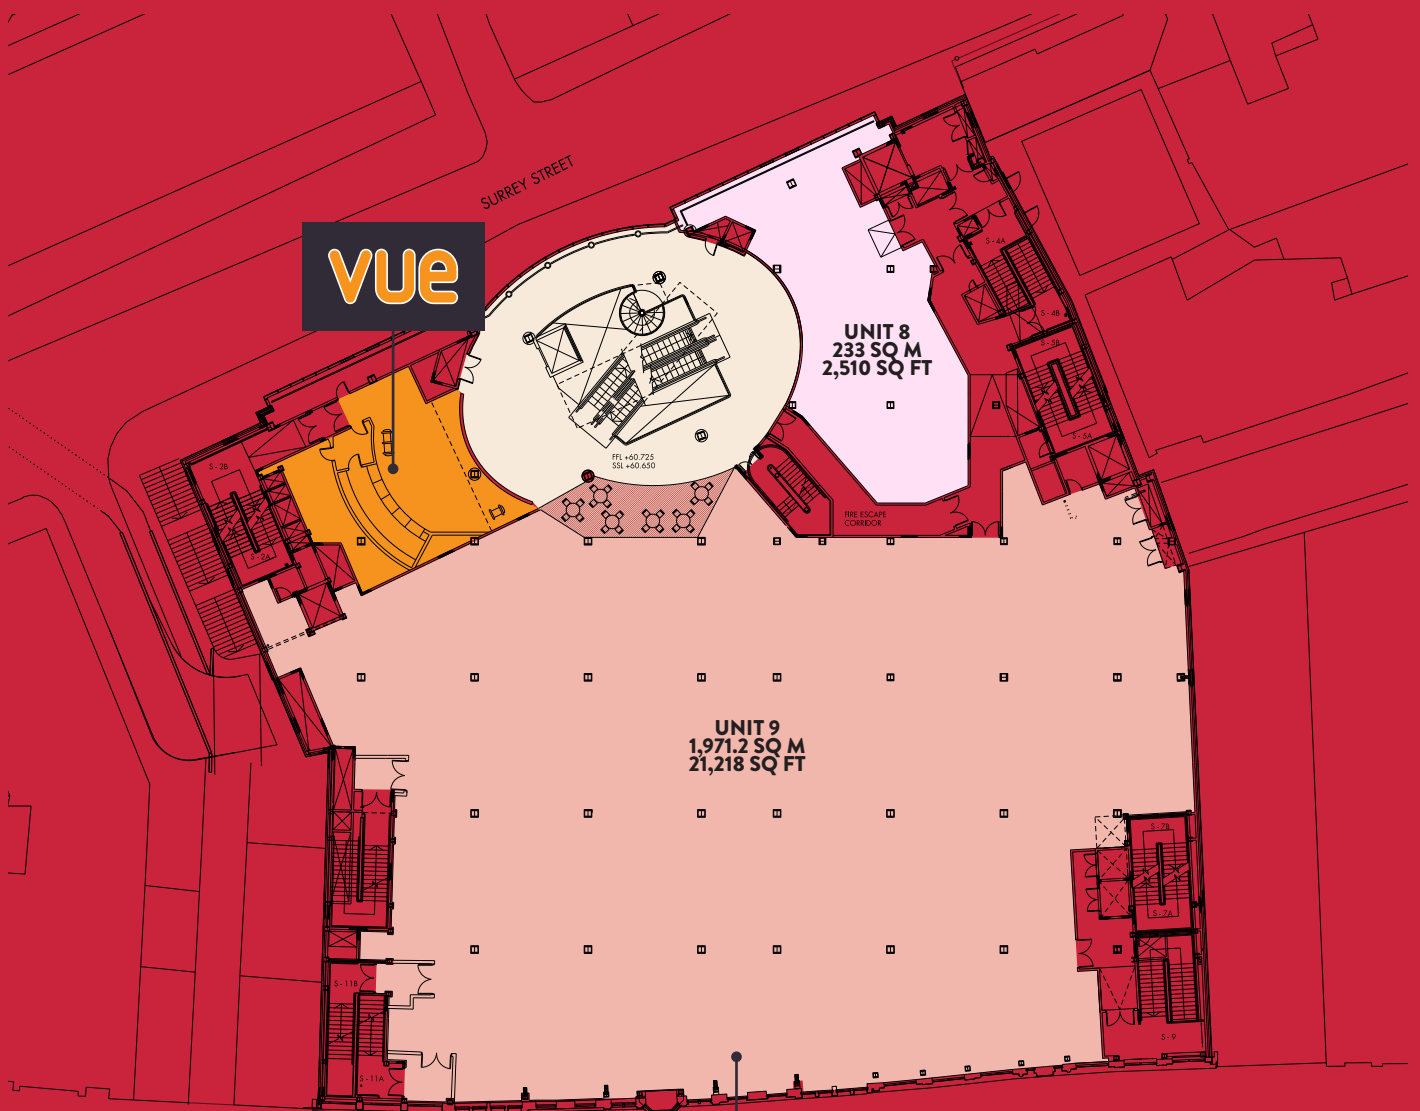 SURREY STREET
vue
S - 4A
S - 4B
S - 5B
UNIT 8
233 SQ M
2,510 SQ FT
S - 5A
FFL +60.725
SSL +60.650
S - 2B
FIRE ESCAPE
CORRIDOR
S - 2A
UNIT 9
1,971.2 SQ M
21,218 SQ FT
S - 7B
S - 7A
S - 11B
S - 9
S - 11A